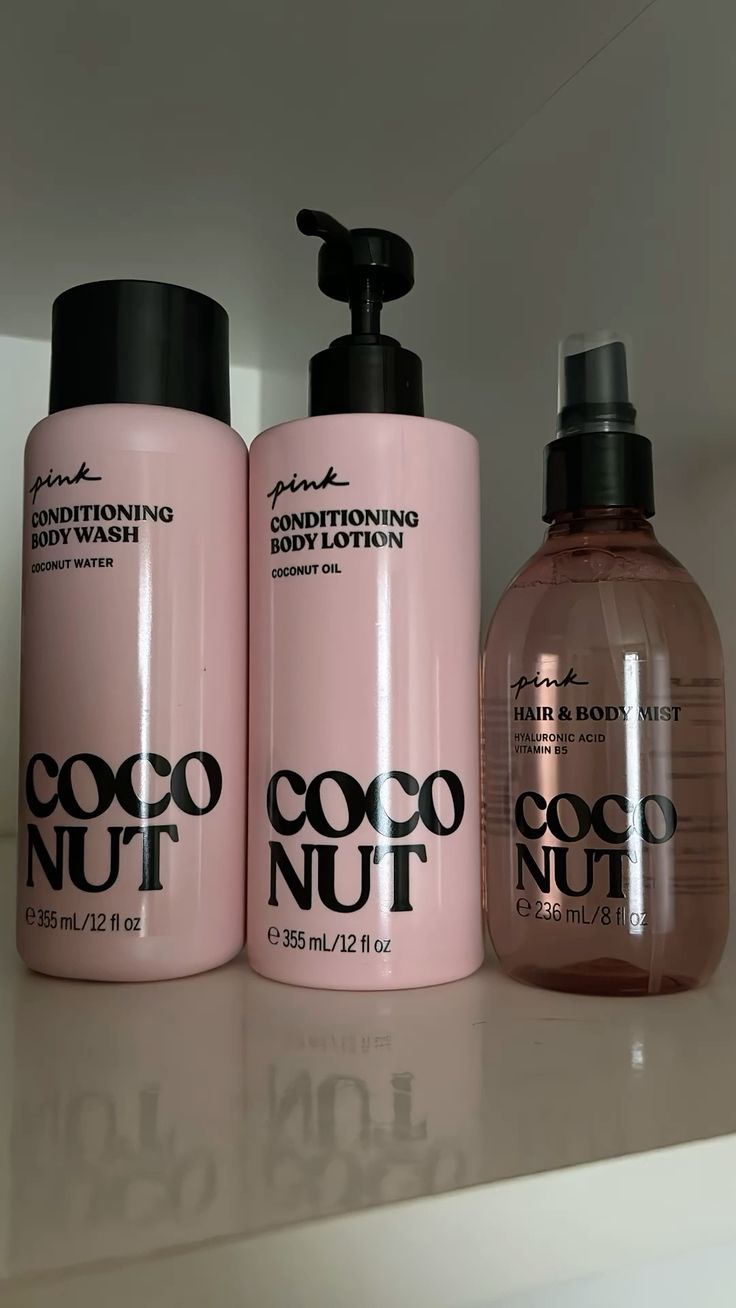 pink
CONDITIONING
BODY WASH
COCONUT WATER
COCO
NUT
℮ 355 mL/12 fl oz
pink
CONDITIONING
BODY LOTION
COCONUT OIL
COCO
NUT
℮ 355 mL/12 fl oz
pink
HAIR & BODY MIST
HYALURONIC ACID
VITAMIN B5
COCO
NUT
℮ 236 mL/8 fl oz